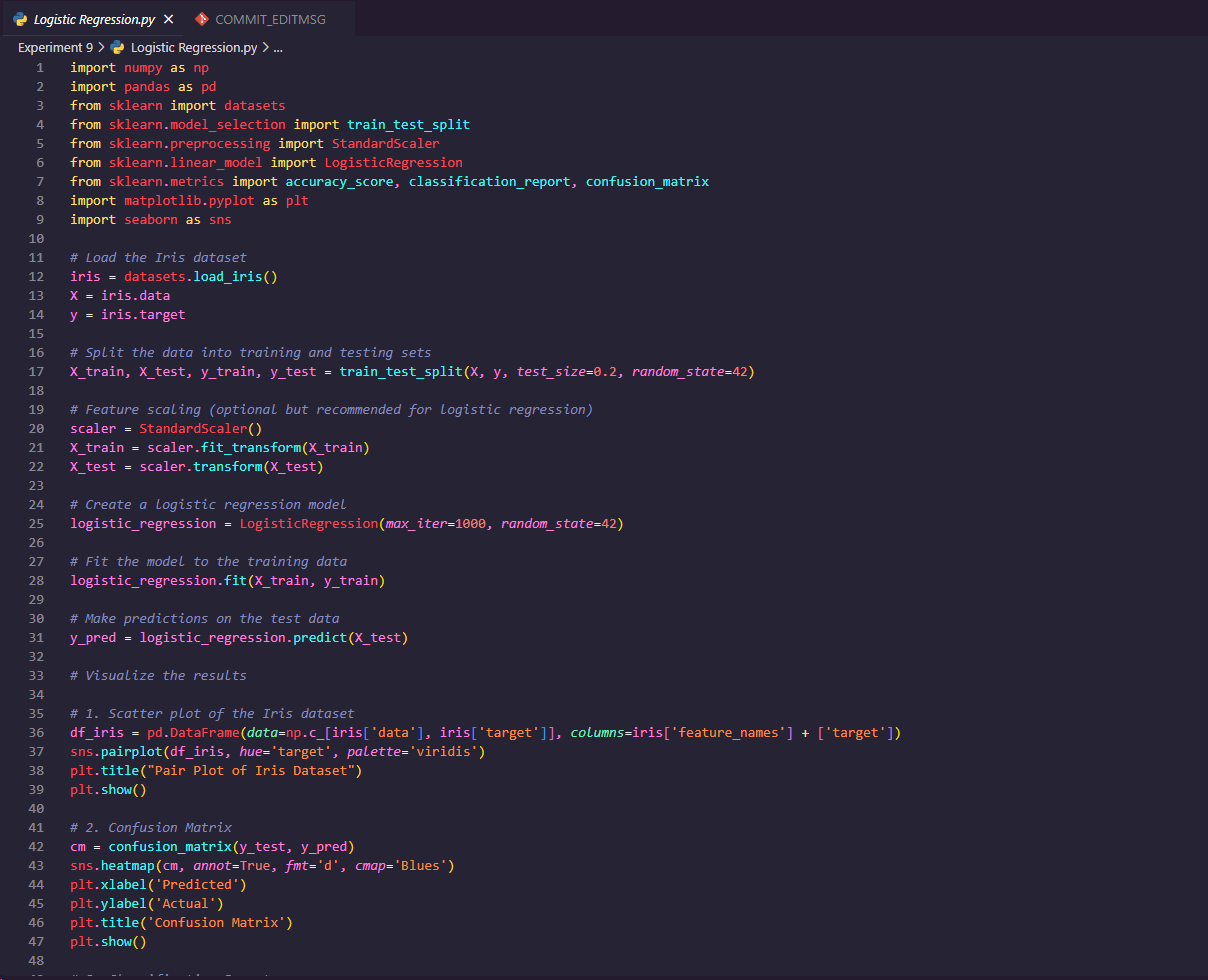 Logistic Regression.py
COMMIT_EDITMSG
Experiment 9 > Logistic Regression.py > ...
1 import numpy as np
2 import pandas as pd
3 from sklearn import datasets
4 from sklearn.model_selection import train_test_split
5 from sklearn.preprocessing import StandardScaler
6 from sklearn.linear_model import LogisticRegression
7 from sklearn.metrics import accuracy_score, classification_report, confusion_matrix
8 import matplotlib.pyplot as plt
9 import seaborn as sns
10
11 # Load the Iris dataset
12 iris = datasets.load_iris()
13 X = iris.data
14 y = iris.target
15
16 # Split the data into training and testing sets
17 X_train, X_test, y_train, y_test = train_test_split(X, y, test_size=0.2, random_state=42)
18
19 # Feature scaling (optional but recommended for logistic regression)
20 scaler = StandardScaler()
21 X_train = scaler.fit_transform(X_train)
22 X_test = scaler.transform(X_test)
23
24 # Create a logistic regression model
25 logistic_regression = LogisticRegression(max_iter=1000, random_state=42)
26
27 # Fit the model to the training data
28 logistic_regression.fit(X_train, y_train)
29
30 # Make predictions on the test data
31 y_pred = logistic_regression.predict(X_test)
32
33 # Visualize the results
34
35 # 1. Scatter plot of the Iris dataset
36 df_iris = pd.DataFrame(data=np.c_[iris['data'], iris['target']], columns=iris['feature_names'] + ['target'])
37 sns.pairplot(df_iris, hue='target', palette='viridis')
38 plt.title("Pair Plot of Iris Dataset")
39 plt.show()
40
41 # 2. Confusion Matrix
42 cm = confusion_matrix(y_test, y_pred)
43 sns.heatmap(cm, annot=True, fmt='d', cmap='Blues')
44 plt.xlabel('Predicted')
45 plt.ylabel('Actual')
46 plt.title('Confusion Matrix')
47 plt.show()
48